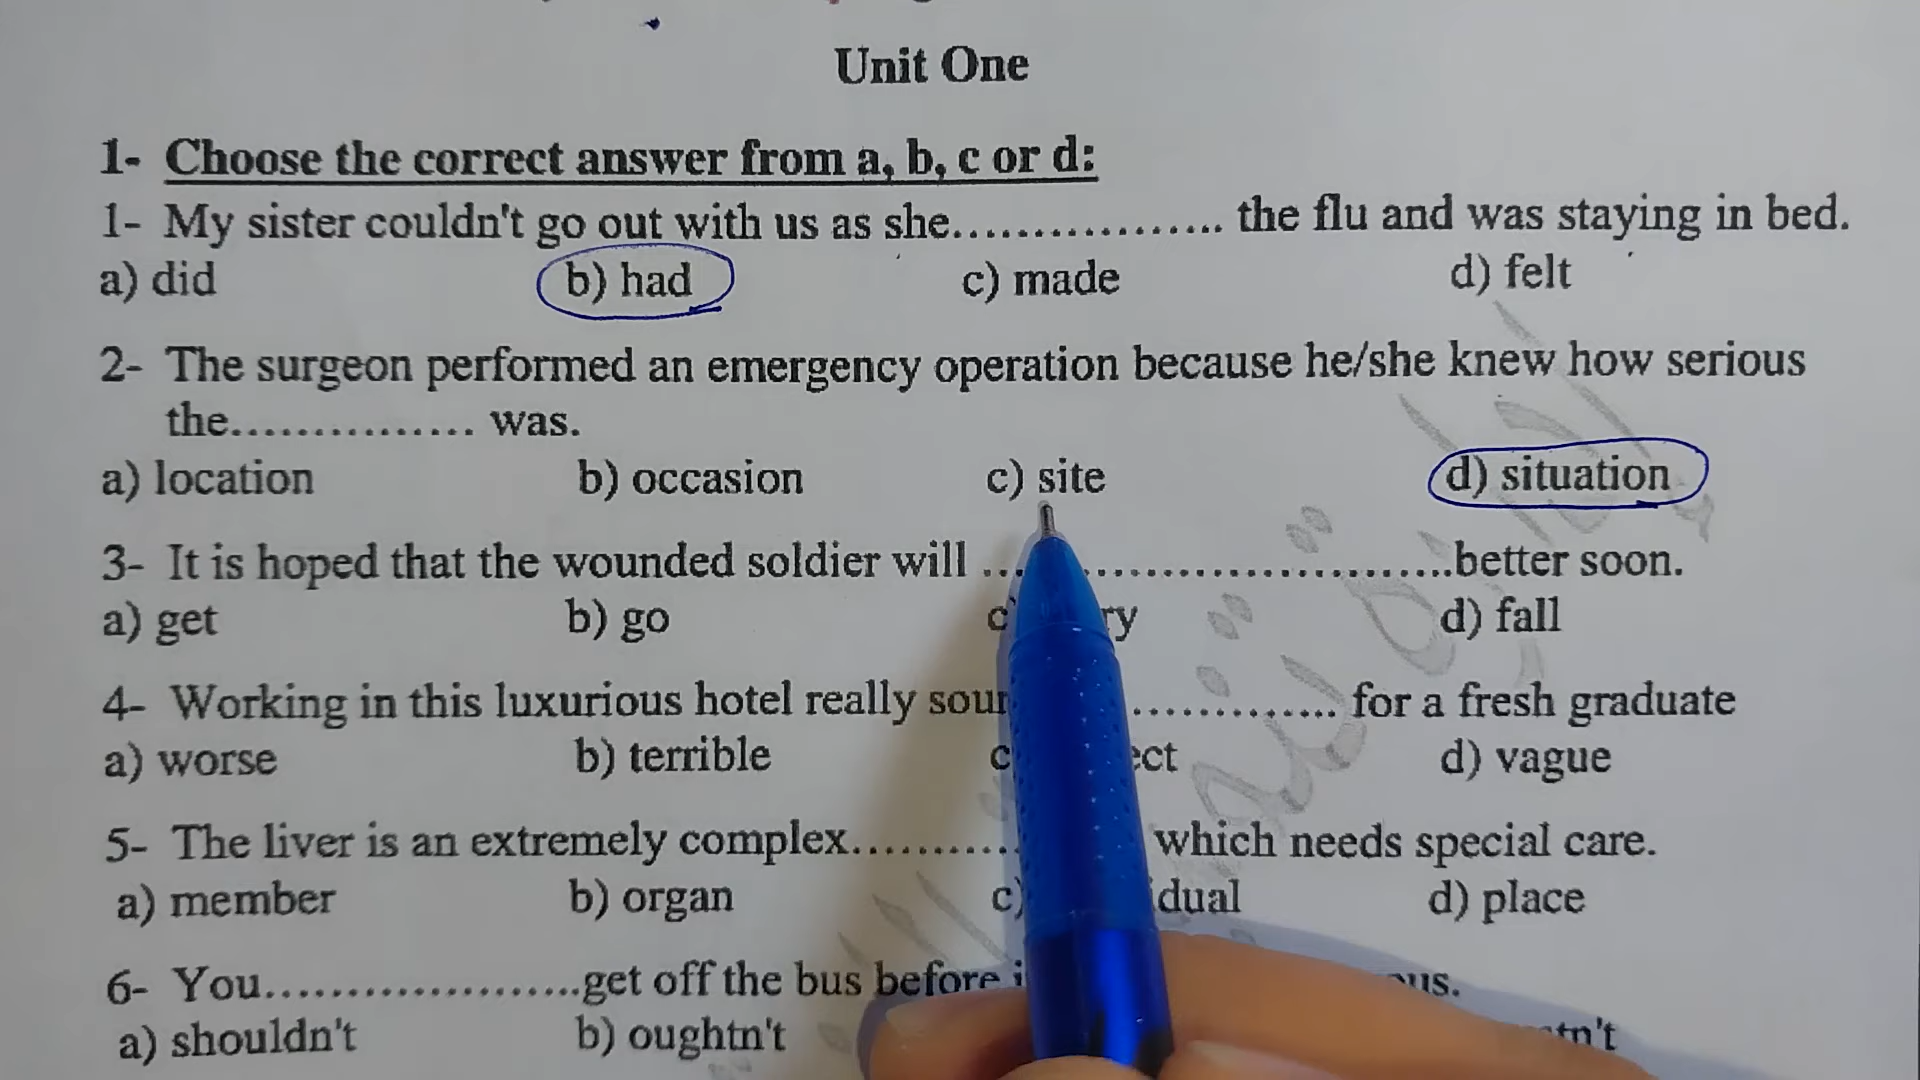 Unit One
1- Choose the correct answer from a, b, c or d:
1- My sister couldn't go out with us as she.................. the flu and was staying in bed.
a) did b) had c) made d) felt
2- The surgeon performed an emergency operation because he/she knew how serious
the............... was.
a) location b) occasion c) site d) situation
3- It is hoped that the wounded soldier will ..............................better soon.
a) get b) go d) fall
4- Working in this luxurious hotel really ............. for a fresh graduate
a) worse b) terrible d) vague
5- The liver is an extremely complex........... which needs special care.
a) member b) organ d) place
6- You.....................get off the bus before
a) shouldn't b) oughtn't